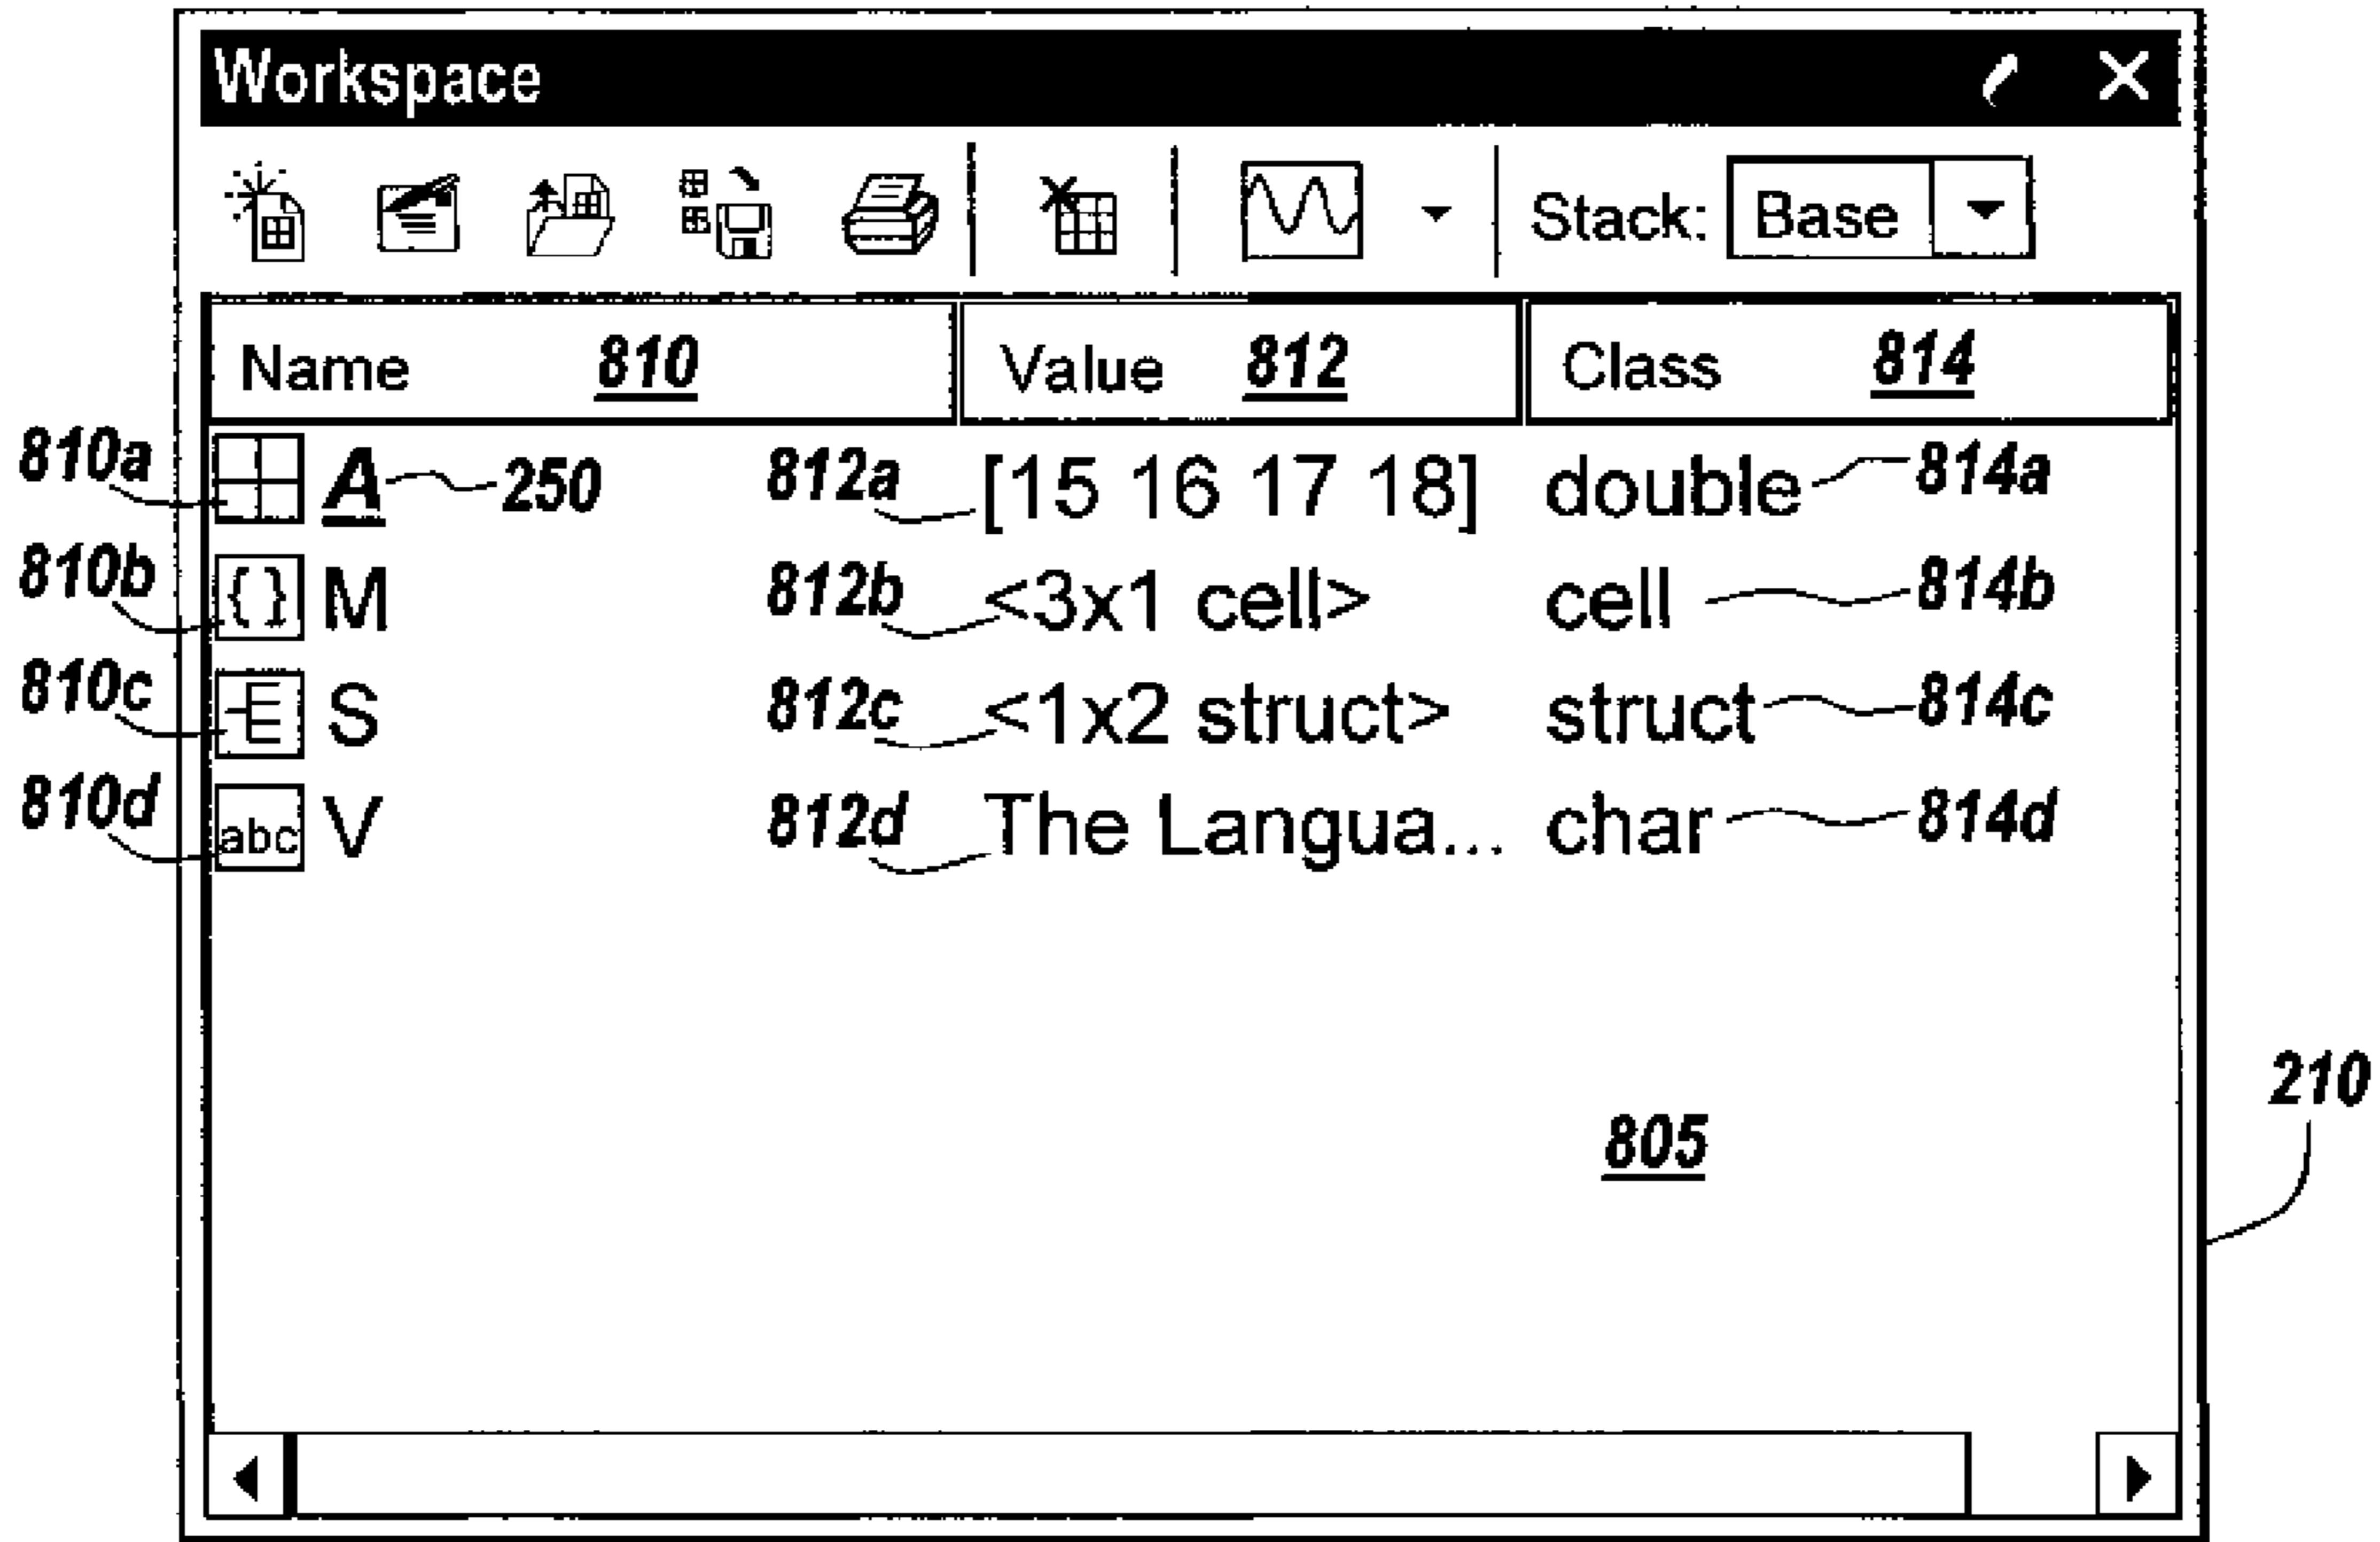 Workspace
Stack: Base
Name 810 Value 812 Class 814
810a A 250 812a [15 16 17 18] double 814a
810b {} M 812b <3x1 cell> cell 814b
810c S 812c <1x2 struct> struct 814c
810d abc V 812d The Langua... char 814d
210
805